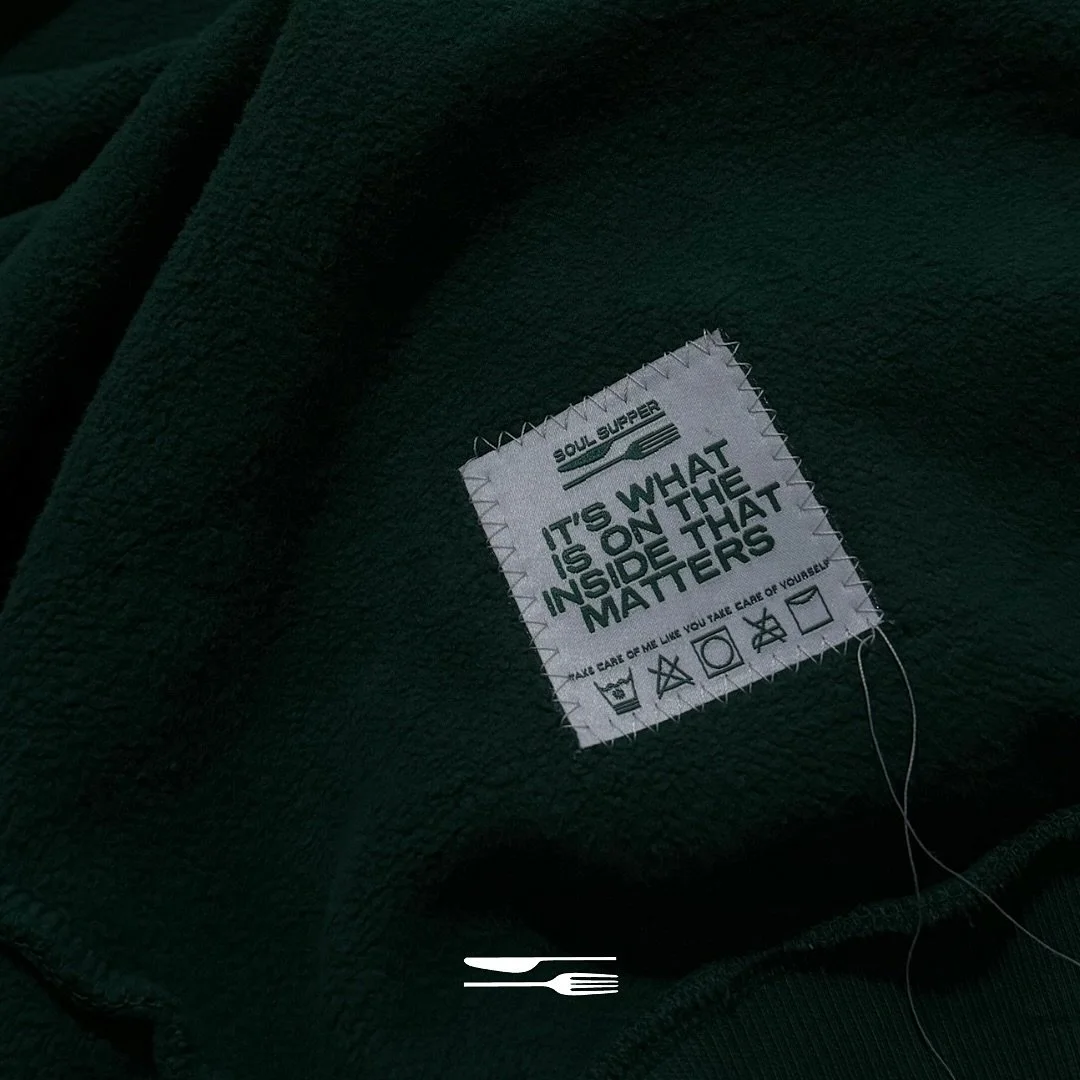 SOUL SUPPER
IT'S WHAT
IS ON THE
INSIDE THAT
MATTERS
TAKE CARE OF ME LIKE YOU TAKE CARE OF YOURSELF